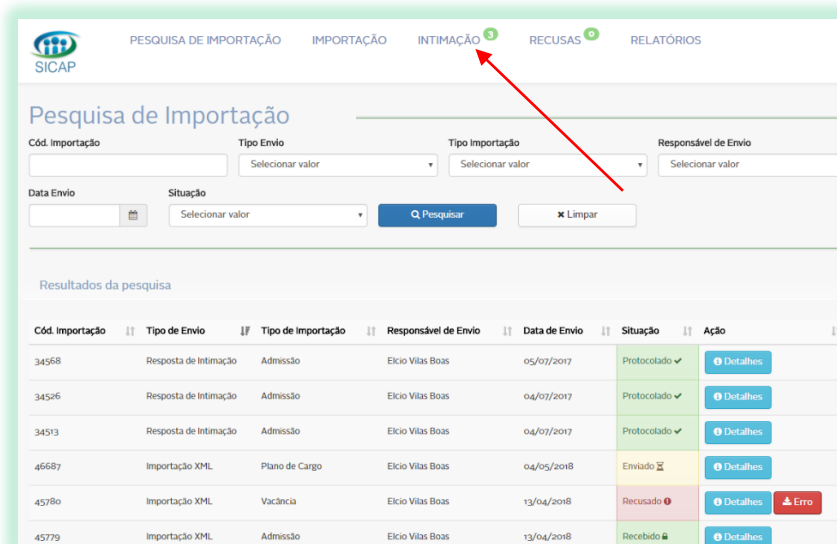 SICAP
PESQUISA DE IMPORTAÇÃO IMPORTAÇÃO INTIMAÇÃO 3 RECUSAS 0 RELATÓRIOS
Pesquisa de Importação
Cód. Importação Tipo Envio Tipo Importação Responsável de Envio
Selecionar valor Selecionar valor Selecionar valor
Data Envio Situação
Selecionar valor Pesquisar Limpar
Resultados da pesquisa
Cód. Importação Tipo de Envio Tipo de Importação Responsável de Envio Data de Envio Situação Ação
34568 Resposta de Intimação Admissão Elcio Vilas Boas 05/07/2017 Protocolado Detalhes
34526 Resposta de Intimação Admissão Elcio Vilas Boas 04/07/2017 Protocolado Detalhes
34513 Resposta de Intimação Admissão Elcio Vilas Boas 04/07/2017 Protocolado Detalhes
46687 Importação XML Plano de Cargo Elcio Vilas Boas 04/05/2018 Enviado Detalhes
45780 Importação XML Vacância Elcio Vilas Boas 13/04/2018 Recusado Detalhes Erro
45779 Importação XML Admissão Elcio Vilas Boas 13/04/2018 Recebido Detalhes